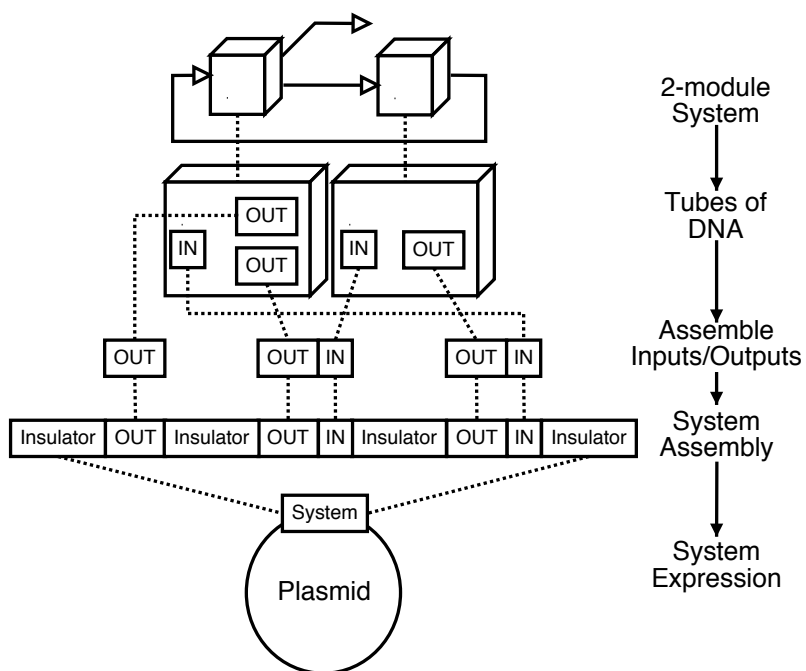 2-module
System
OUT
IN
OUT
IN
OUT
Tubes of
DNA
OUT
OUT
IN
OUT
IN
Assemble
Inputs/Outputs
Insulator
OUT
Insulator
OUT
IN
Insulator
OUT
IN
Insulator
System
Assembly
System
Plasmid
System
Expression